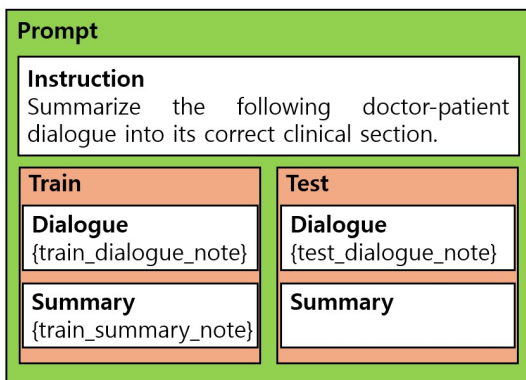 Prompt
Instruction
Summarize the following doctor-patient
dialogue into its correct clinical section.
Train
Dialogue
{train_dialogue_note}
Summary
{train_summary_note}
Test
Dialogue
{test_dialogue_note}
Summary